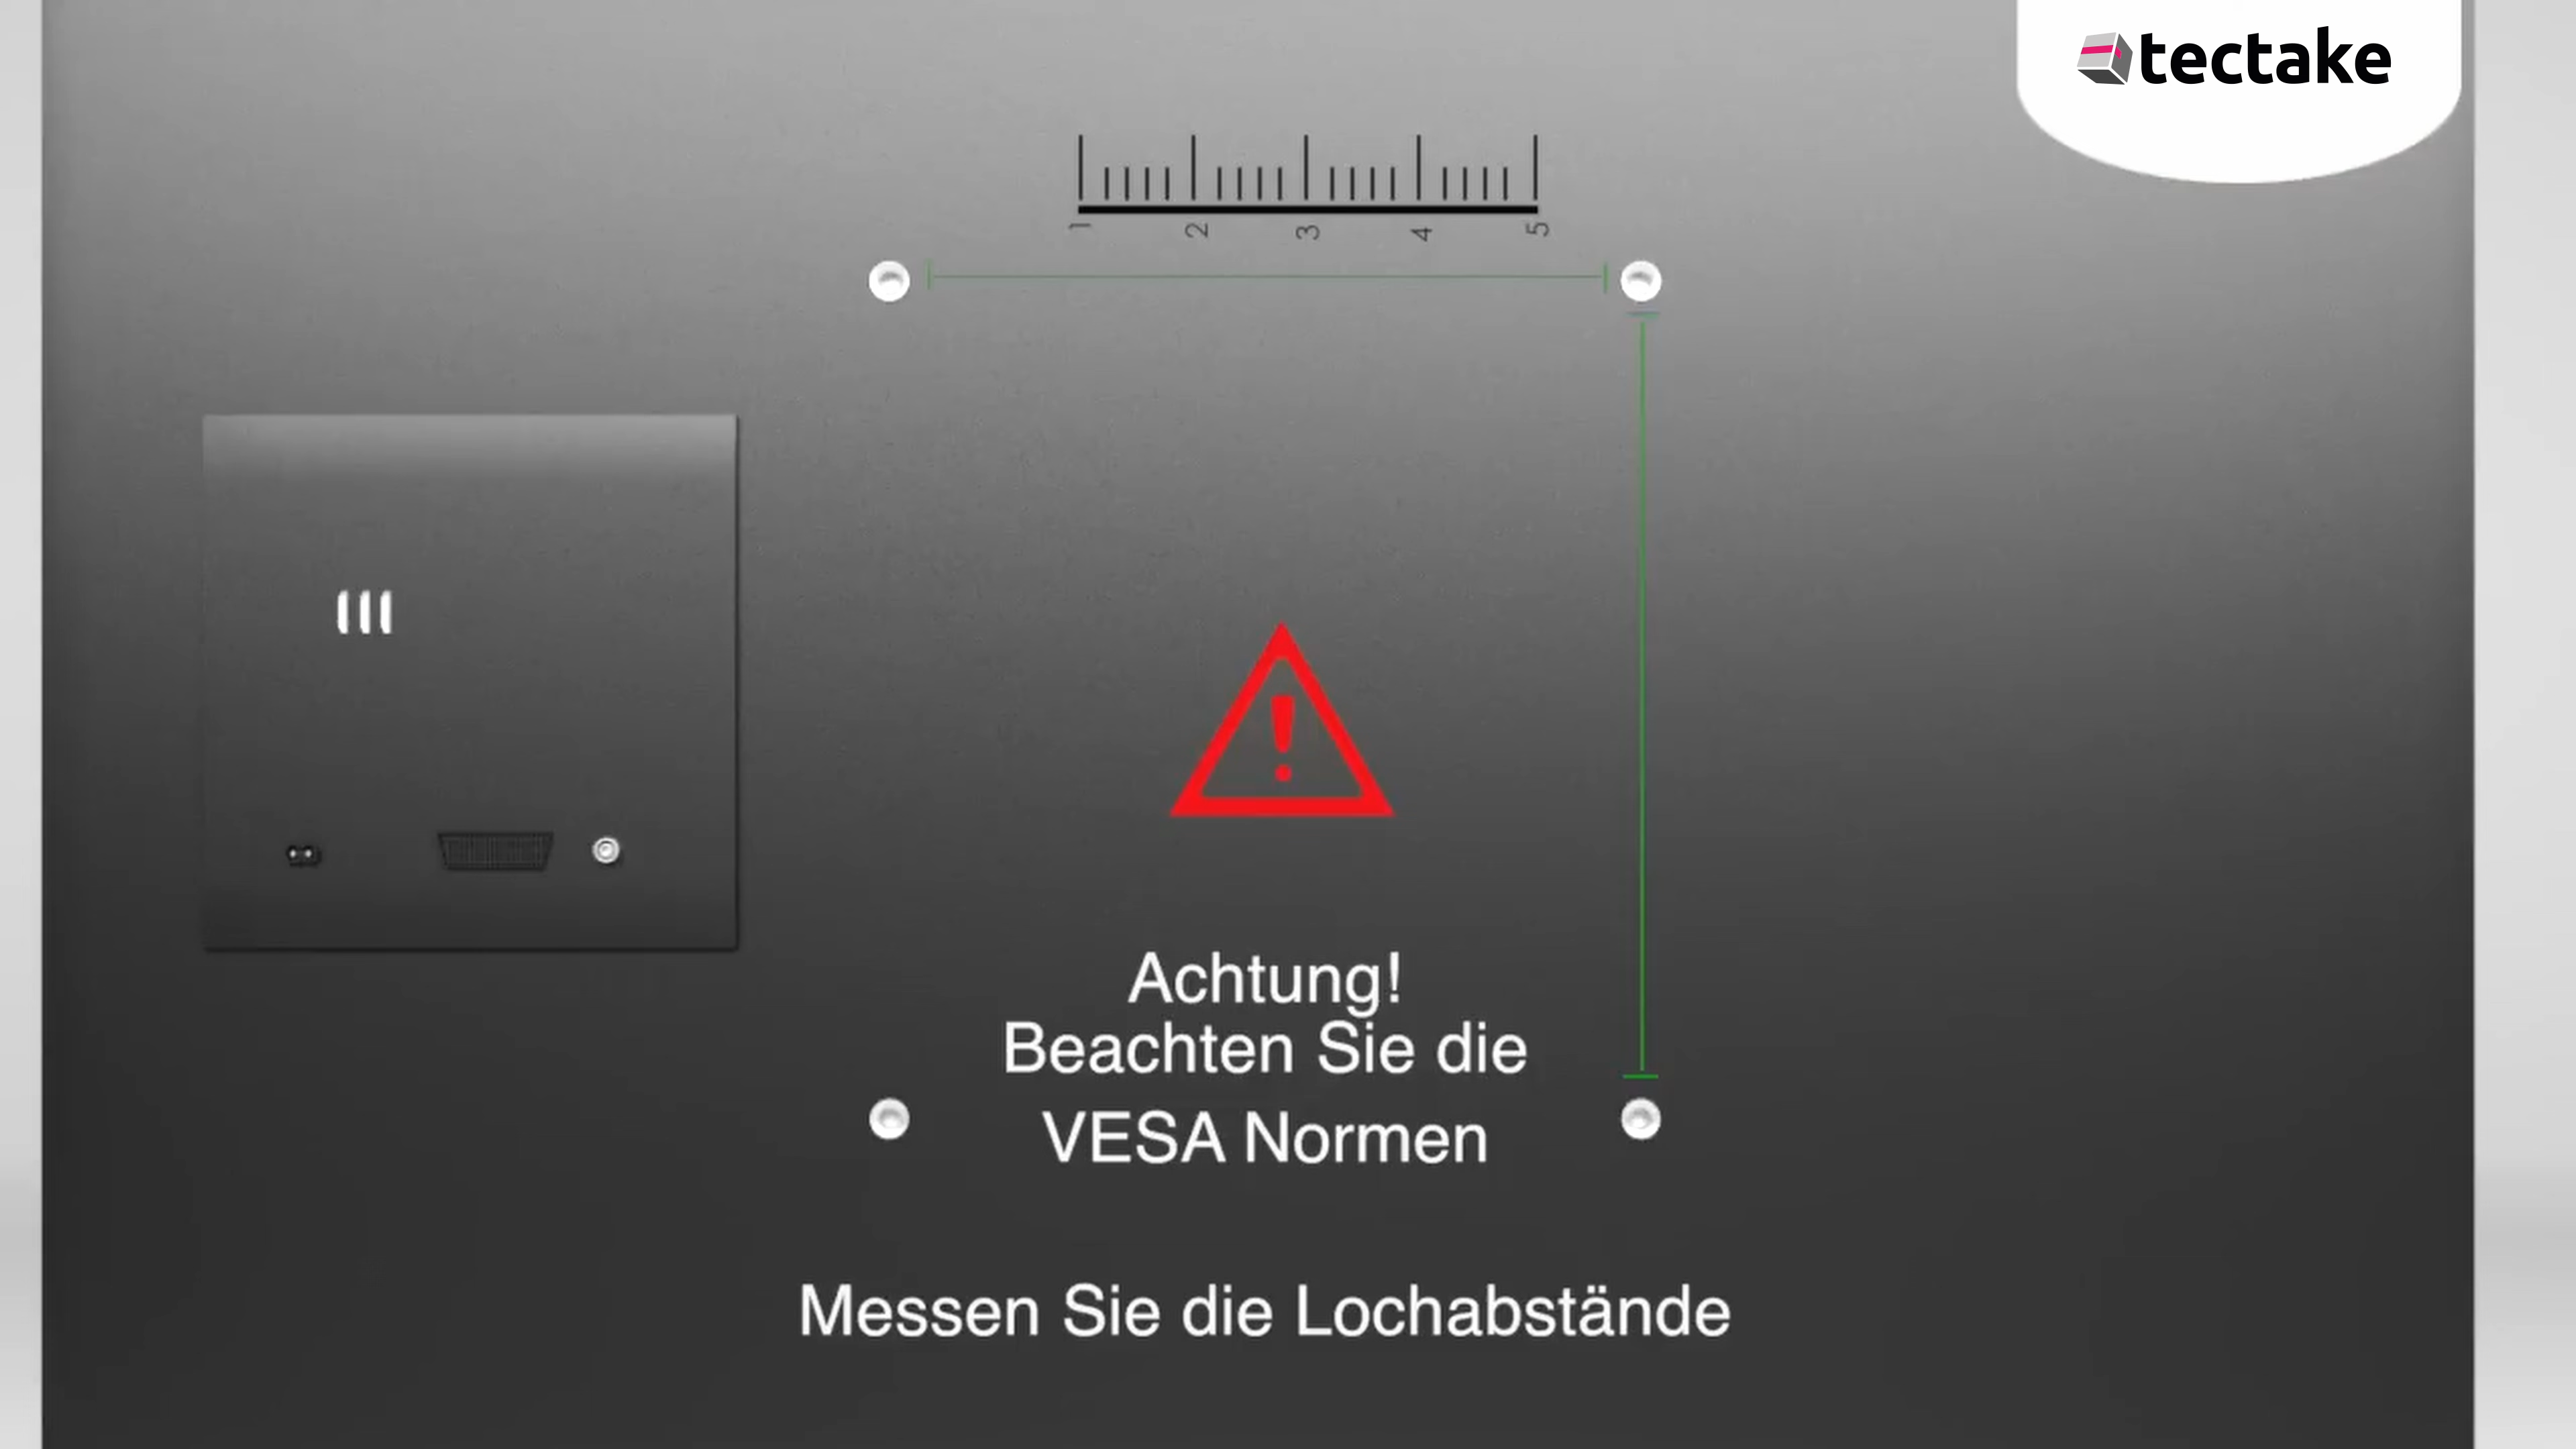 tectake
1 2 3 4 5
Achtung!
Beachten Sie die
VESA Normen
Messen Sie die Lochabstände